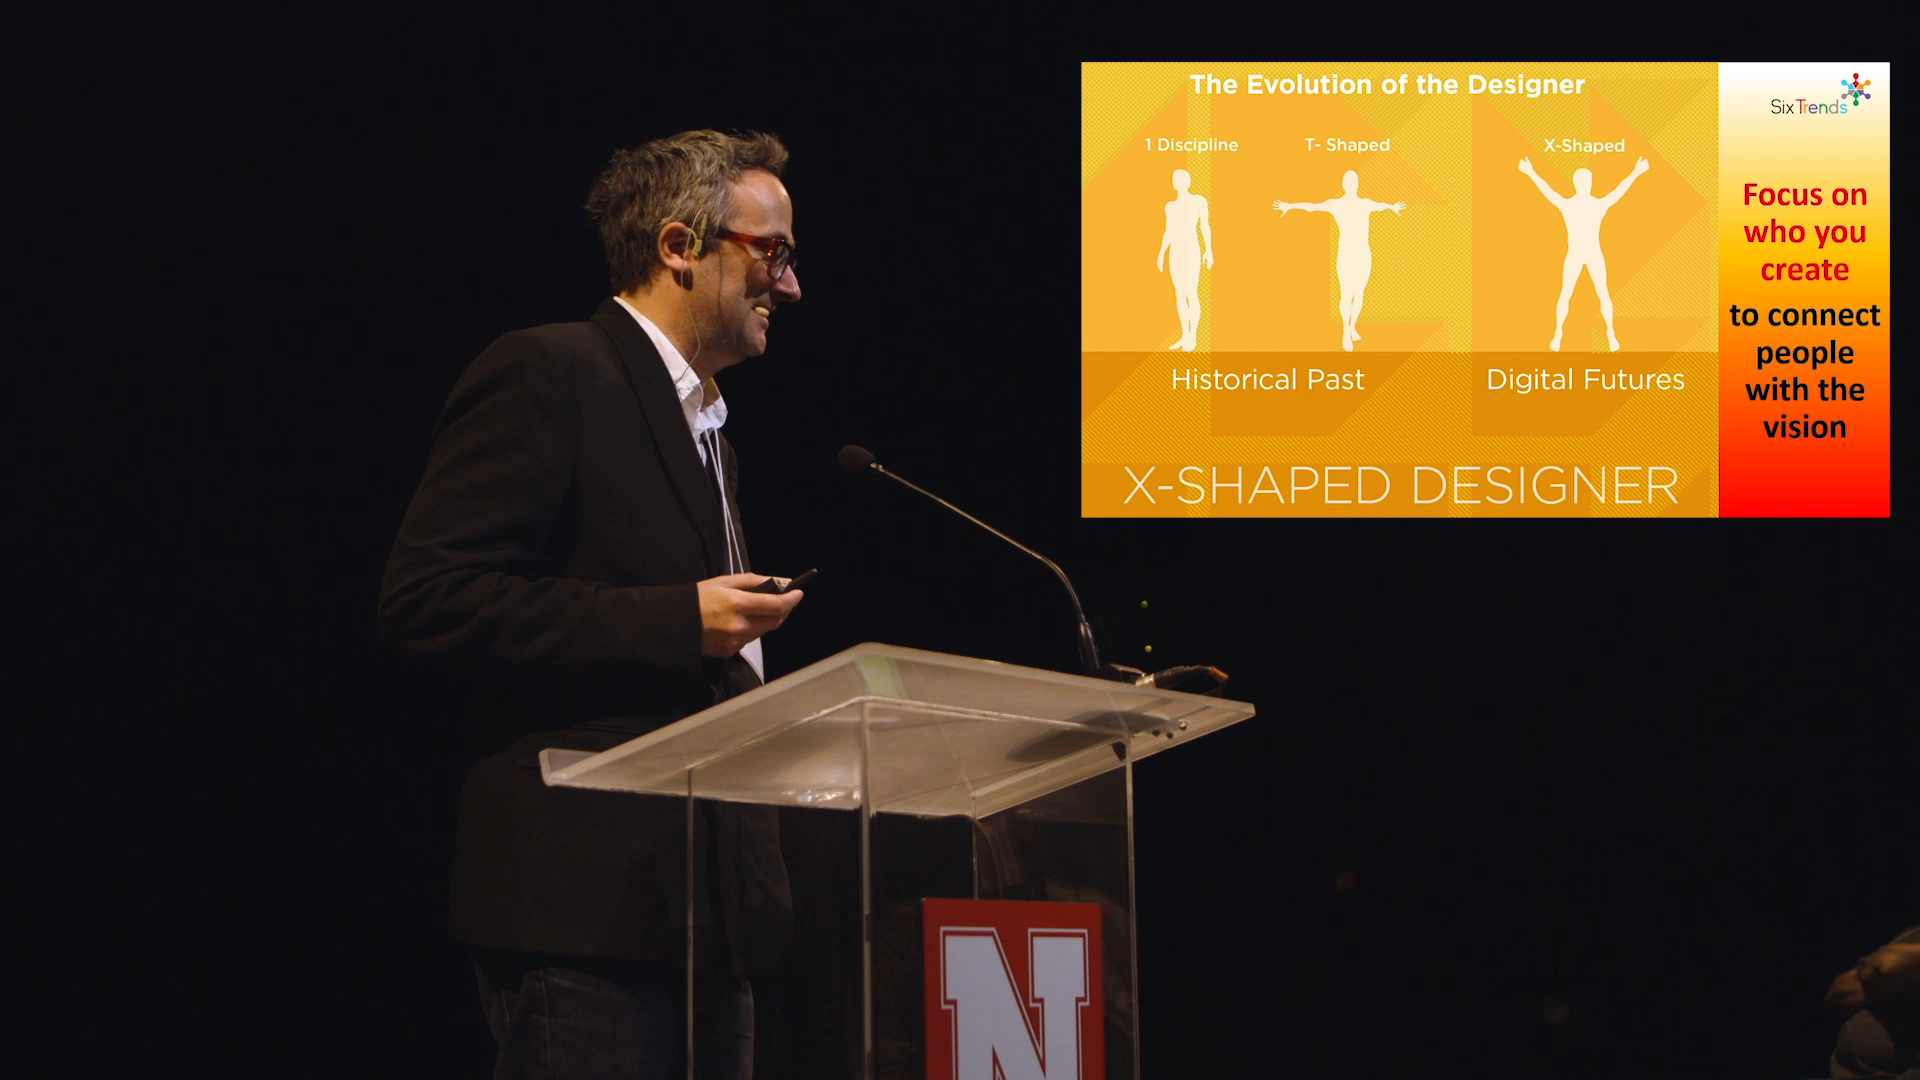 The Evolution of the Designer
1 Discipline
T- Shaped
X-Shaped
Historical Past
Digital Futures
X-SHAPED DESIGNER
SixTrends
Focus on
who you
create
to connect
people
with the
vision
N